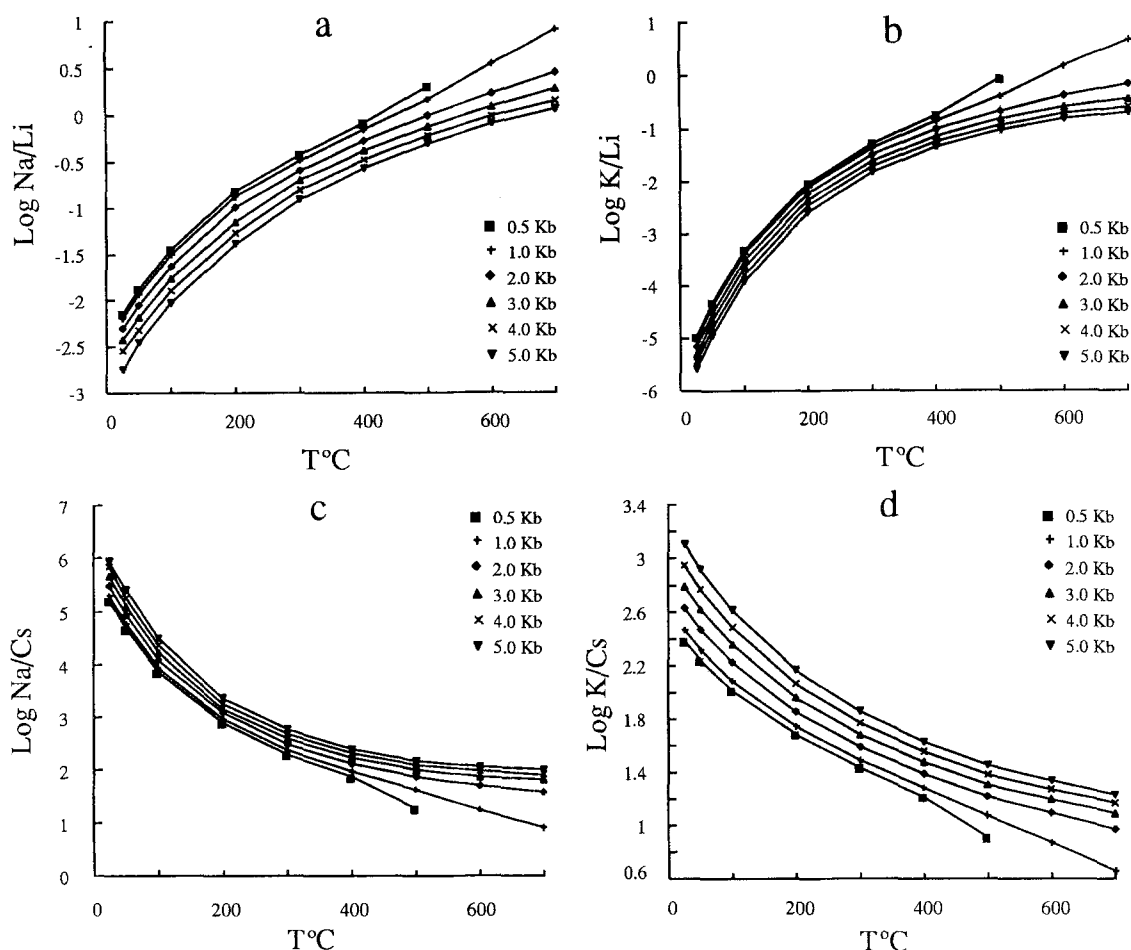 a
Log Na/Li
1
0.5
0
-0.5
-1
-1.5
-2
-2.5
-3
0.5 Kb
1.0 Kb
2.0 Kb
3.0 Kb
4.0 Kb
5.0 Kb
0 200 400 600
T°C
b
Log K/Li
1
0
-1
-2
-3
-4
-5
-6
0.5 Kb
1.0 Kb
2.0 Kb
3.0 Kb
4.0 Kb
5.0 Kb
0 200 400 600
T°C
c
Log Na/Cs
7
6
5
4
3
2
1
0
0.5 Kb
1.0 Kb
2.0 Kb
3.0 Kb
4.0 Kb
5.0 Kb
0 200 400 600
T°C
d
Log K/Cs
3.4
3
2.6
2.2
1.8
1.4
1
0.6
0.5 Kb
1.0 Kb
2.0 Kb
3.0 Kb
4.0 Kb
5.0 Kb
0 200 400 600
T°C